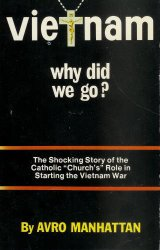 vietnam
why did
we go?
The Shocking Story of the
Catholic "Church's" Role in
Starting the Vietnam War
By AVRO MANHATTAN